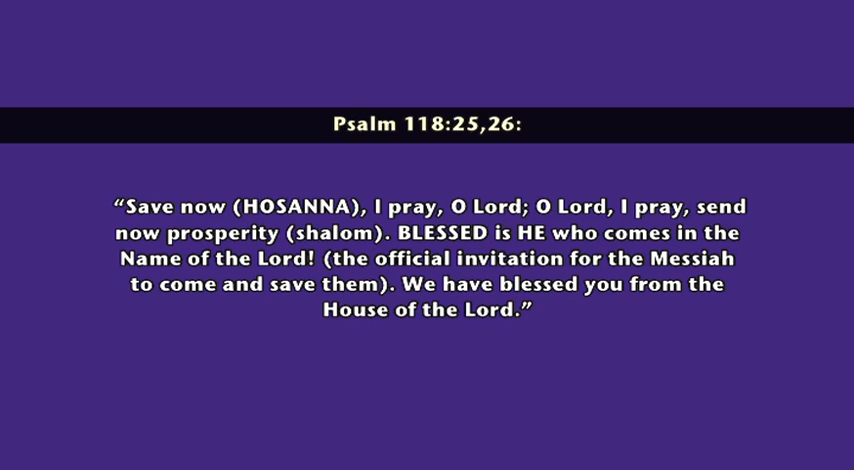 Psalm 118:25,26:
“Save now (HOSANNA), I pray, O Lord; O Lord, I pray, send
now prosperity (shalom). BLESSED is HE who comes in the
Name of the Lord! (the official invitation for the Messiah
to come and save them). We have blessed you from the
House of the Lord.”